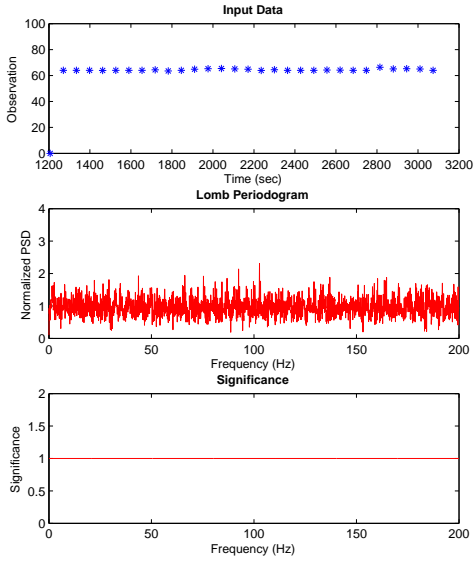 Input Data
Observation
100
80
60
40
20
0
1200 1400 1600 1800 2000 2200 2400 2600 2800 3000 3200
Time (sec)
Lomb Periodogram
Normalized PSD
4
3
2
1
0
0 50 100 150 200
Frequency (Hz)
Significance
Significance
2
1.5
1
0.5
0
0 50 100 150 200
Frequency (Hz)